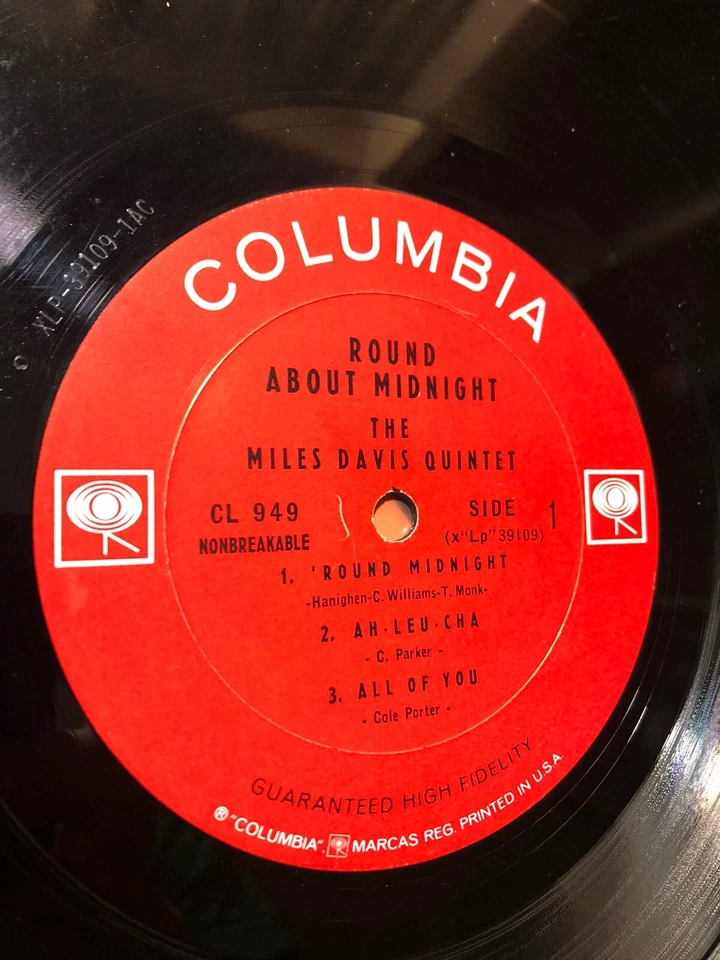 XLP-39109-1AC
COLUMBIA
ROUND
ABOUT MIDNIGHT
THE
MILES DAVIS QUINTET
CL 949
NONBREAKABLE
SIDE 1
(x"Lp"39109)
1. 'ROUND MIDNIGHT
-Hanighen-C. Williams-T. Monk-
2. AH-LEU-CHA
- C. Parker -
3. ALL OF YOU
- Cole Porter -
GUARANTEED HIGH FIDELITY
® "COLUMBIA", MARCAS REG. PRINTED IN U.S.A.